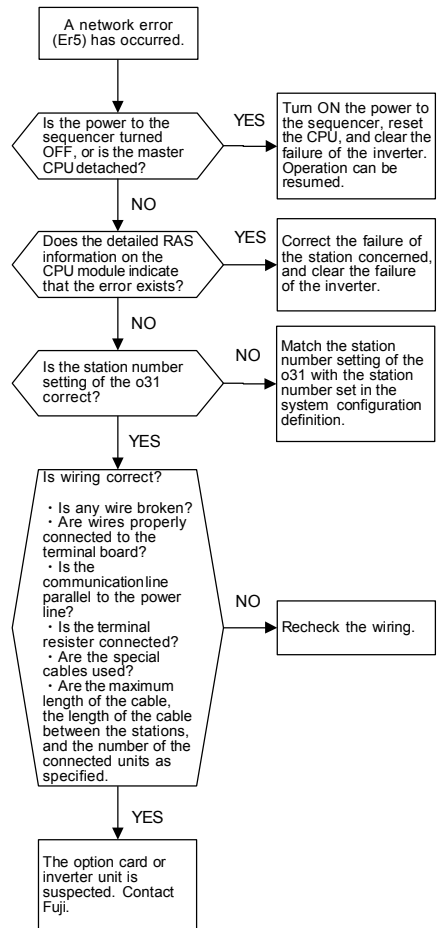 A network error
(Er5) has occurred.
Is the power to the
sequencer turned
OFF, or is the master
CPU detached?
YES
Turn ON the power to
the sequencer, reset
the CPU, and clear the
failure of the inverter.
Operation can be
resumed.
NO
Does the detailed RAS
information on the
CPU module indicate
that the error exists?
YES
Correct the failure of
the station concerned,
and clear the failure
of the inverter.
NO
Is the station number
setting of the o31
correct?
NO
Match the station
number setting of the
o31 with the station
number set in the
system configuration
definition.
YES
Is wiring correct?
・Is any wire broken?
・Are wires properly
connected to the
terminal board?
・Is the
communication line
parallel to the power
line?
・Is the terminal
resister connected?
・Are the special
cables used?
・Are the maximum
length of the cable,
the length of the cable
between the stations,
and the number of the
connected units as
specified.
NO
Recheck the wiring.
YES
The option card or
inverter unit is
suspected. Contact
Fuji.